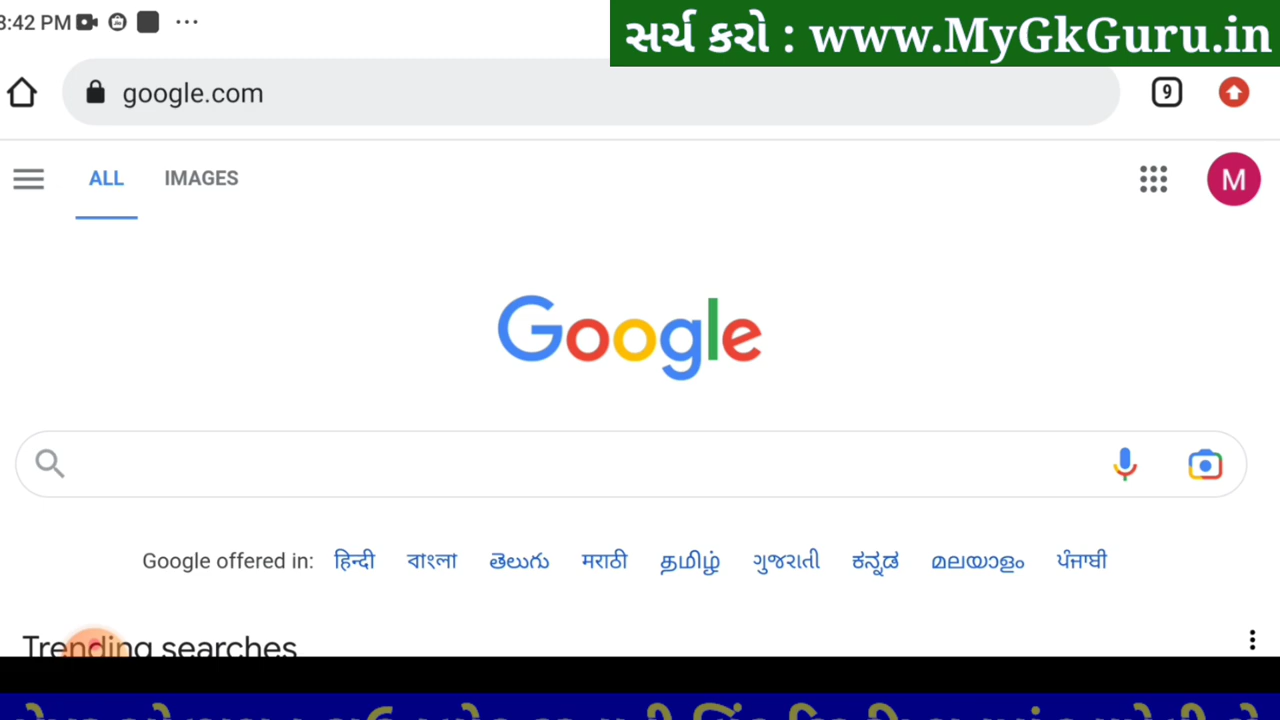 3:42 PM
સર્ચ કરો : www.MyGkGuru.in
google.com
9
ALL IMAGES
M
Google
Google offered in: हिन्दी বাংলা తెలుగు मराठी தமிழ் ગુજરાતી ಕನ್ನಡ മലയാളം ਪੰਜਾਬੀ
Trending searches